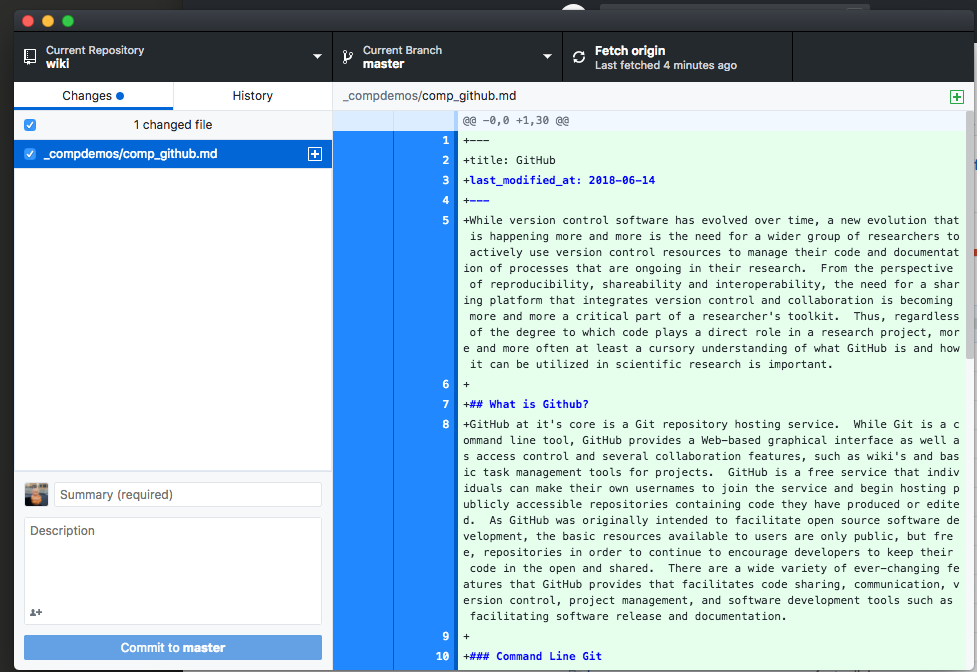 Current Repository
wiki
Current Branch
master
Fetch origin
Last fetched 4 minutes ago
Changes
History
_compdemos/comp_github.md
1 changed file
_compdemos/comp_github.md
@@ -0,0 +1,30 @@
1 +---
2 +title: GitHub
3 +last_modified_at: 2018-06-14
4 +---
5 +While version control software has evolved over time, a new evolution that
is happening more and more is the need for a wider group of researchers to
actively use version control resources to manage their code and documentat
ion of processes that are ongoing in their research.  From the perspective
of reproducibility, shareability and interoperability, the need for a shar
ing platform that integrates version control and collaboration is becoming
more and more a critical part of a researcher's toolkit.  Thus, regardless
of the degree to which code plays a direct role in a research project, mor
e and more often at least a cursory understanding of what GitHub is and how
it can be utilized in scientific research is important.
6 +
7 +## What is Github?
8 +GitHub at it's core is a Git repository hosting service.  While Git is a c
ommand line tool, GitHub provides a Web-based graphical interface as well a
s access control and several collaboration features, such as wiki's and bas
ic task management tools for projects.  GitHub is a free service that indiv
iduals can make their own usernames to join the service and begin hosting p
ublicly accessible repositories containing code they have produced or edite
d.  As GitHub was originally intended to facilitate open source software de
velopment, the basic resources available to users are only public, but fre
e, repositories in order to continue to encourage developers to keep their
code in the open and shared.  There are a wide variety of ever-changing fe
atures that GitHub provides that facilitates code sharing, communication, v
ersion control, project management, and software development tools such as
facilitating software release and documentation.
9 +
10 +### Command Line Git
Summary (required)
Description
Commit to master